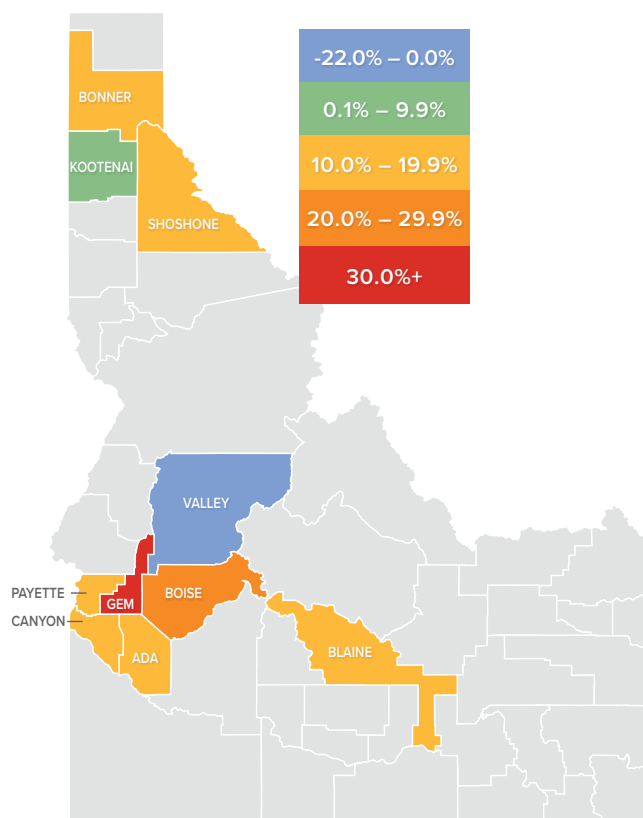 -22.0% – 0.0%
0.1% – 9.9%
10.0% – 19.9%
20.0% – 29.9%
30.0%+
BONNER
KOOTENAI
SHOSHONE
VALLEY
PAYETTE
GEM
BOISE
CANYON
ADA
BLAINE